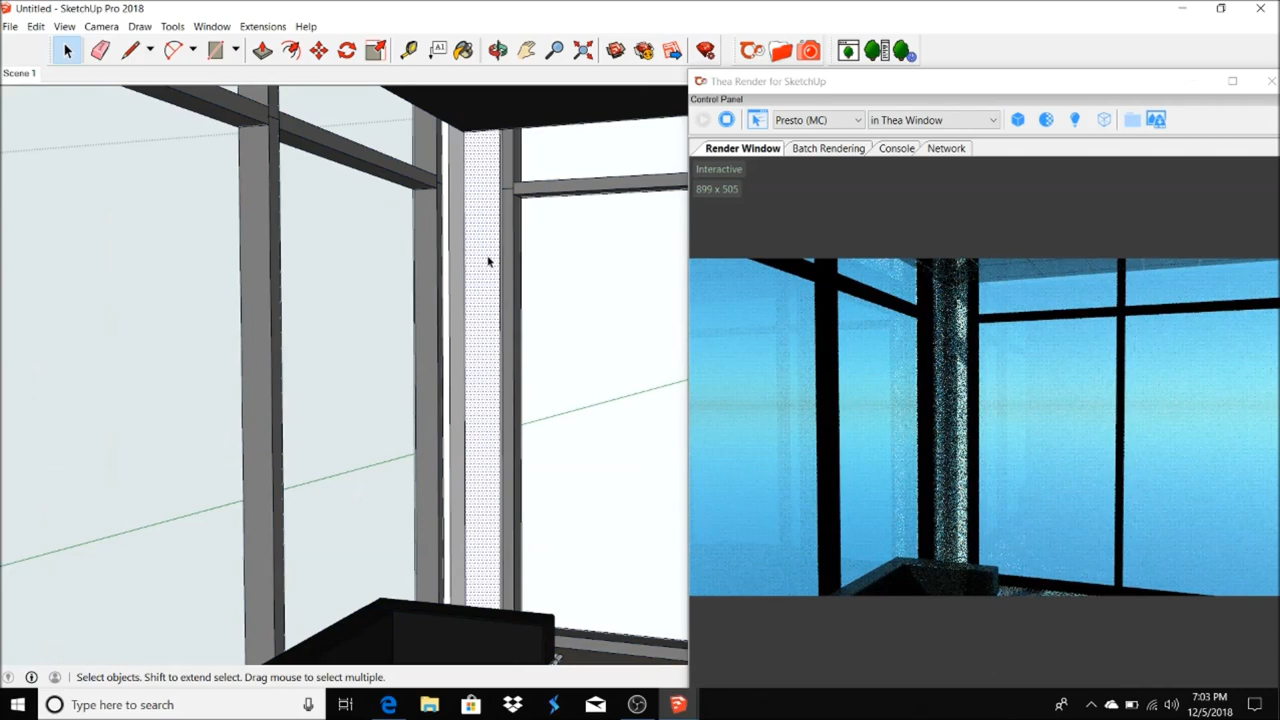 Untitled - SketchUp Pro 2018
File Edit View Camera Draw Tools Window Extensions Help
A1
Scene 1
Thea Render for SketchUp
Control Panel
Presto (MC) in Thea Window
Render Window Batch Rendering Console Network
Interactive
899 x 505
Select objects. Shift to extend select. Drag mouse to select multiple.
Type here to search
7:03 PM
12/5/2018